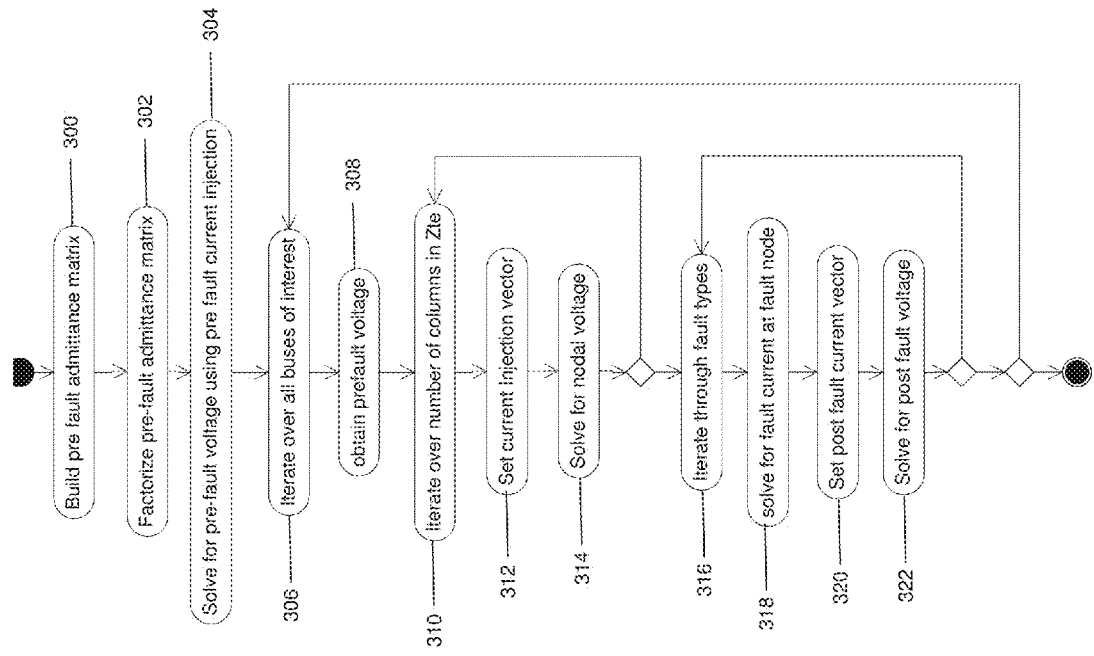 Build pre fault admittance matrix
300
Factorize pre-fault admittance matrix
302
Solve for pre-fault voltage using pre fault current injection
304
Iterate over all buses of interest
306
obtain prefault voltage
308
Iterate over number of columns in Zte
310
Set current Injection vector
312
Solve for nodal voltage
314
Iterate through fault types
316
solve for fault current at fault node
318
Set post fault current vector
320
Solve for post fault voltage
322